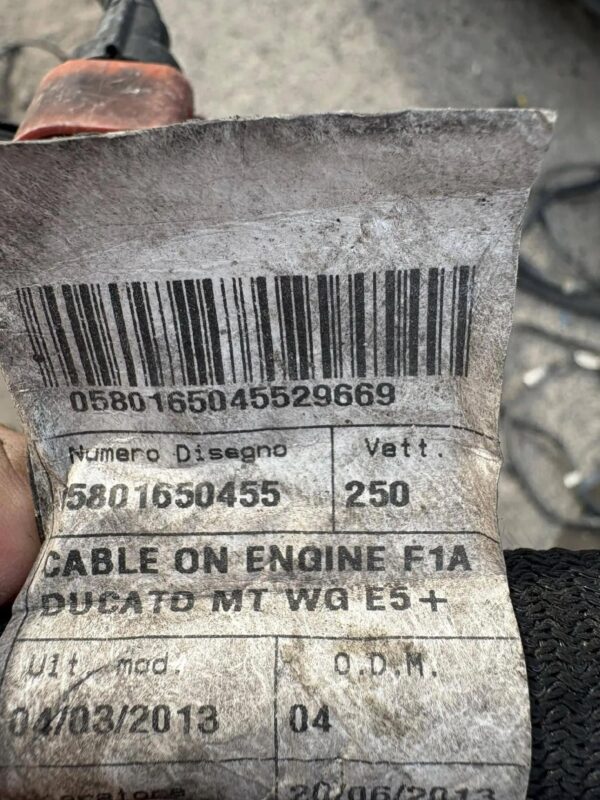 0580165045529669
Numero Disegno Vett.
5801650455 250
CABLE ON ENGINE F1A
DUCATO MT WG E5+
Ult. mod. O.D.M.
04/03/2013 04
20/06/2013